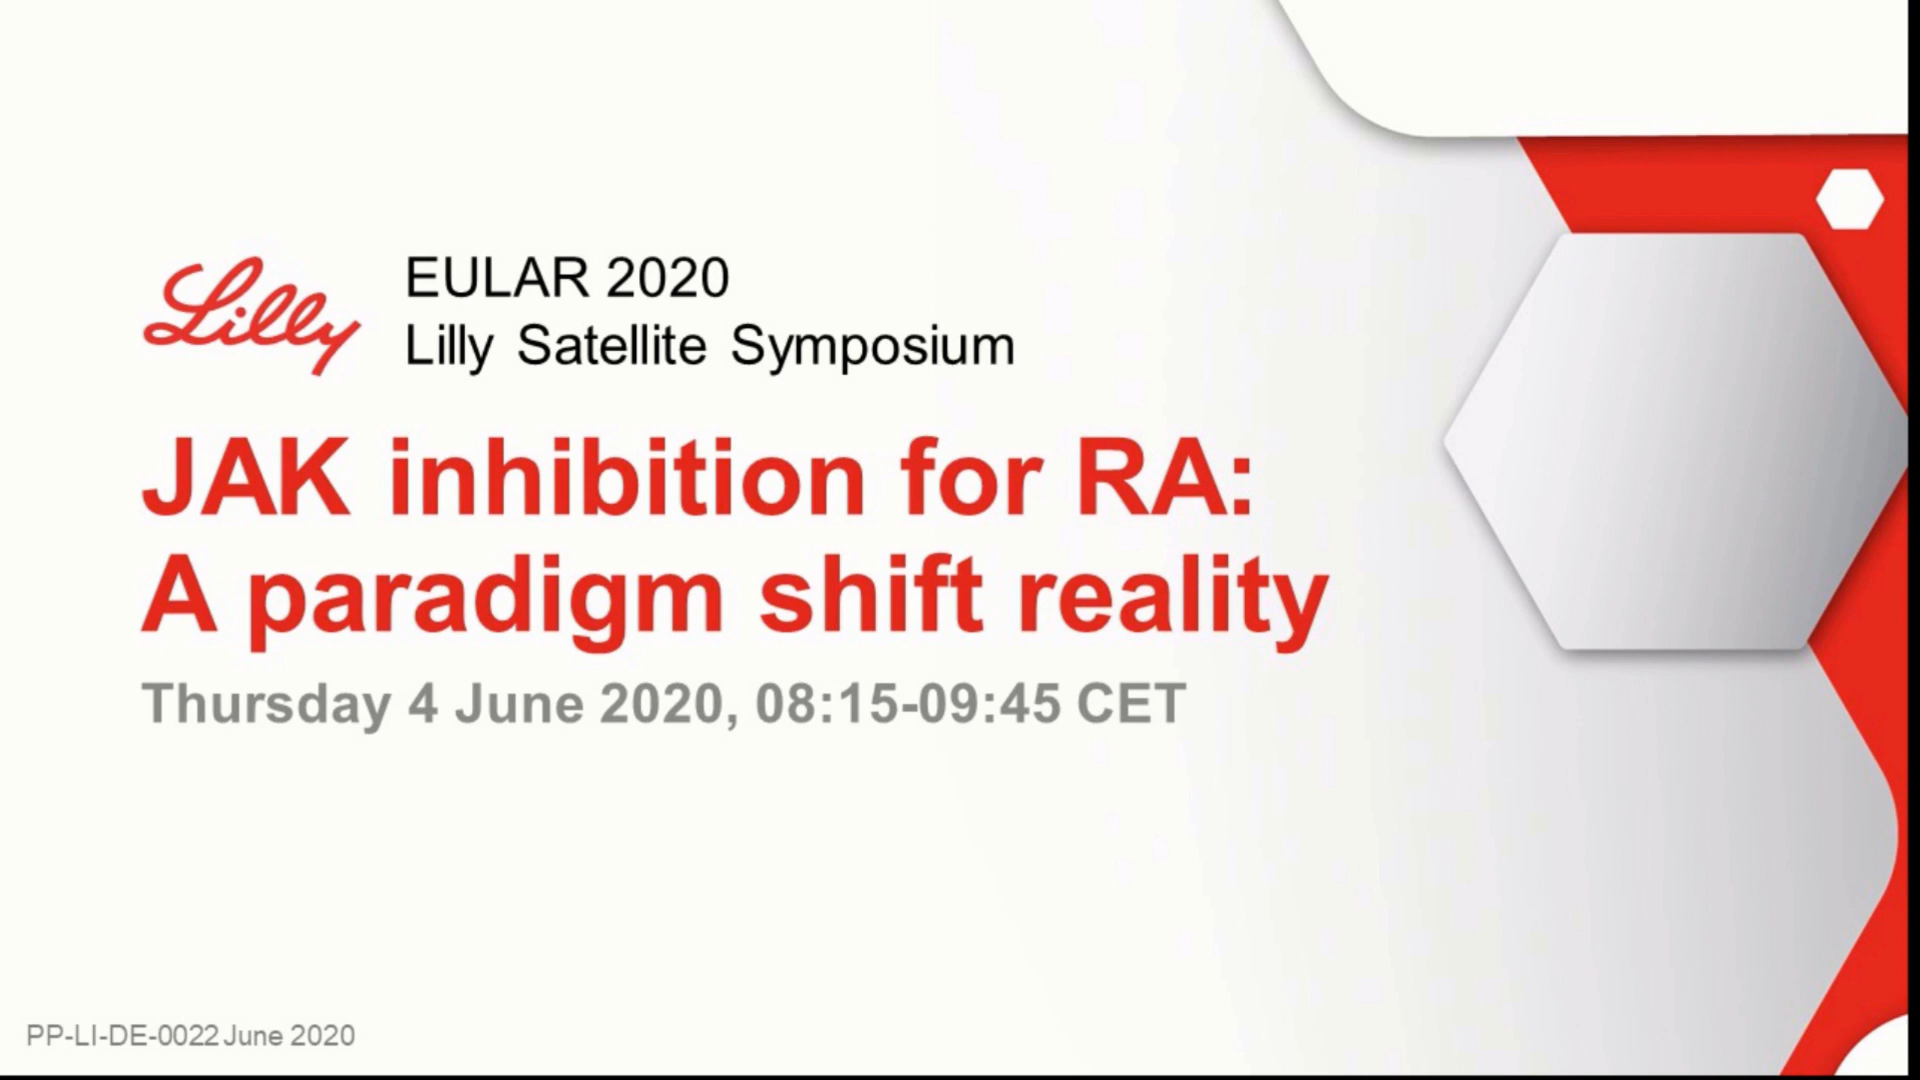 Lilly
EULAR 2020
Lilly Satellite Symposium
JAK inhibition for RA:
A paradigm shift reality
Thursday 4 June 2020, 08:15-09:45 CET
PP-LI-DE-0022 June 2020